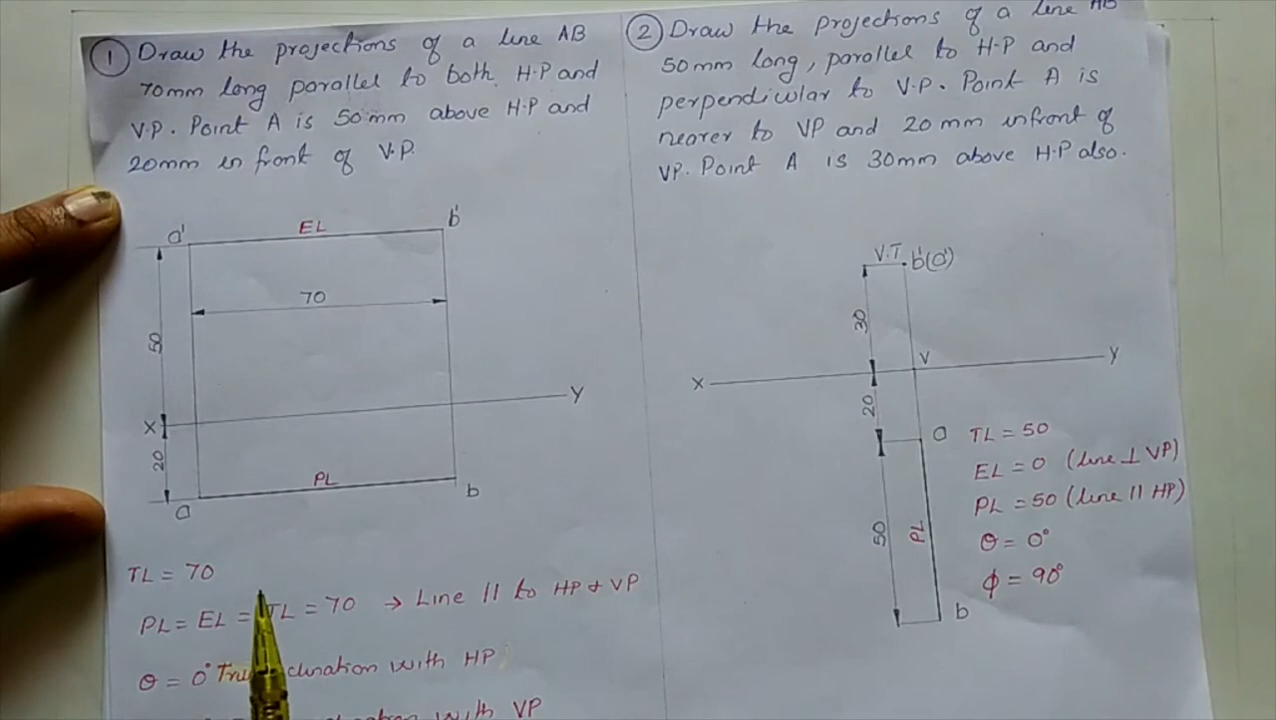 ① Draw the projections of a line AB
70mm long parallel to both H.P and
V.P. Point A is 50mm above H.P and
20mm in front of V.P.
a' EL b'
70
50
X Y
20
PL
a b
TL = 70
PL = EL = TL = 70 → Line || to HP & VP
θ = 0° with HP
with VP
② Draw the projections of a line AB
50mm long, parallel to H.P and
perpendicular to V.P. Point A is
nearer to VP and 20mm infront of
VP. Point A is 30mm above H.P also.
V.T b'(a')
30
V
X Y
20
a
TL = 50
EL = 0 (line ⊥ VP)
PL = 50 (line || HP)
50 PL
θ = 0°
φ = 90°
b